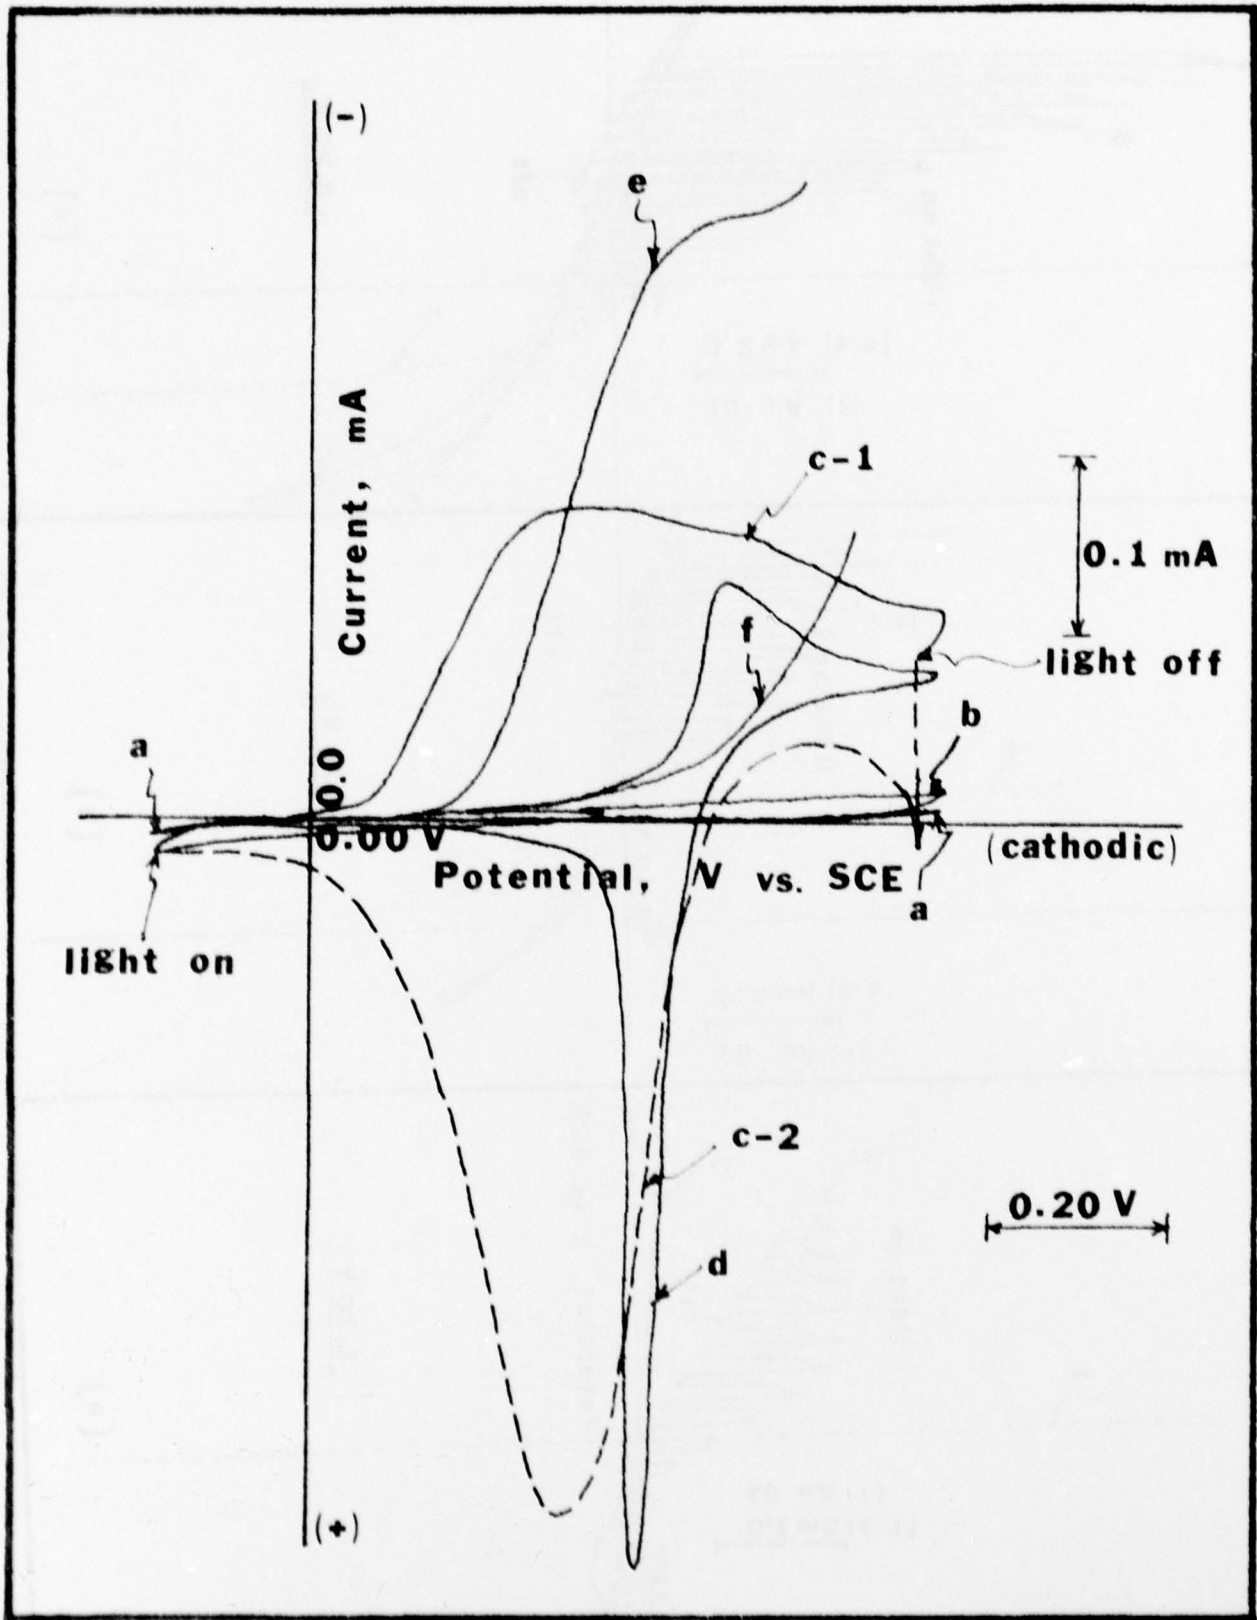 (-)
e
Current, mA
c-1
0.1 mA
f
light off
b
a
0.0
0.00 V
(cathodic)
Potential, V vs. SCE
a
light on
c-2
0.20 V
d
(+)